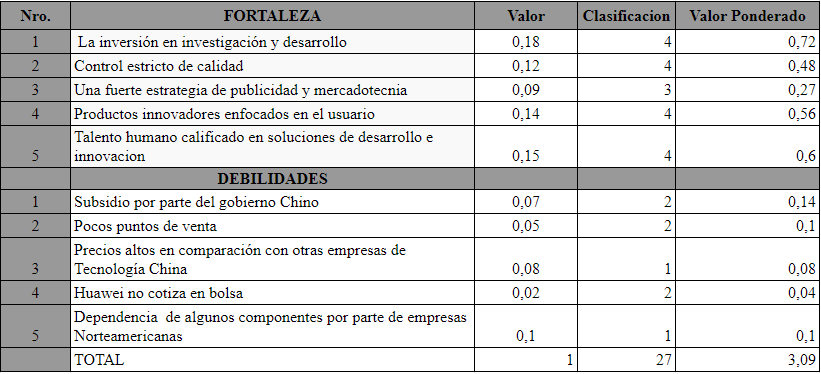 Nro. FORTALEZA Valor Clasificacion Valor Ponderado
1 La inversión en investigación y desarrollo 0,18 4 0,72
2 Control estricto de calidad 0,12 4 0,48
3 Una fuerte estrategia de publicidad y mercadotecnia 0,09 3 0,27
4 Productos innovadores enfocados en el usuario 0,14 4 0,56
Talento humano calificado en soluciones de desarrollo e
5 innovacion 0,15 4 0,6
DEBILIDADES
1 Subsidio por parte del gobierno Chino 0,07 2 0,14
2 Pocos puntos de venta 0,05 2 0,1
Precios altos en comparación con otras empresas de
3 Tecnología China 0,08 1 0,08
4 Huawei no cotiza en bolsa 0,02 2 0,04
Dependencia de algunos componentes por parte de empresas
5 Norteamericanas 0,1 1 0,1
TOTAL 1 27 3,09